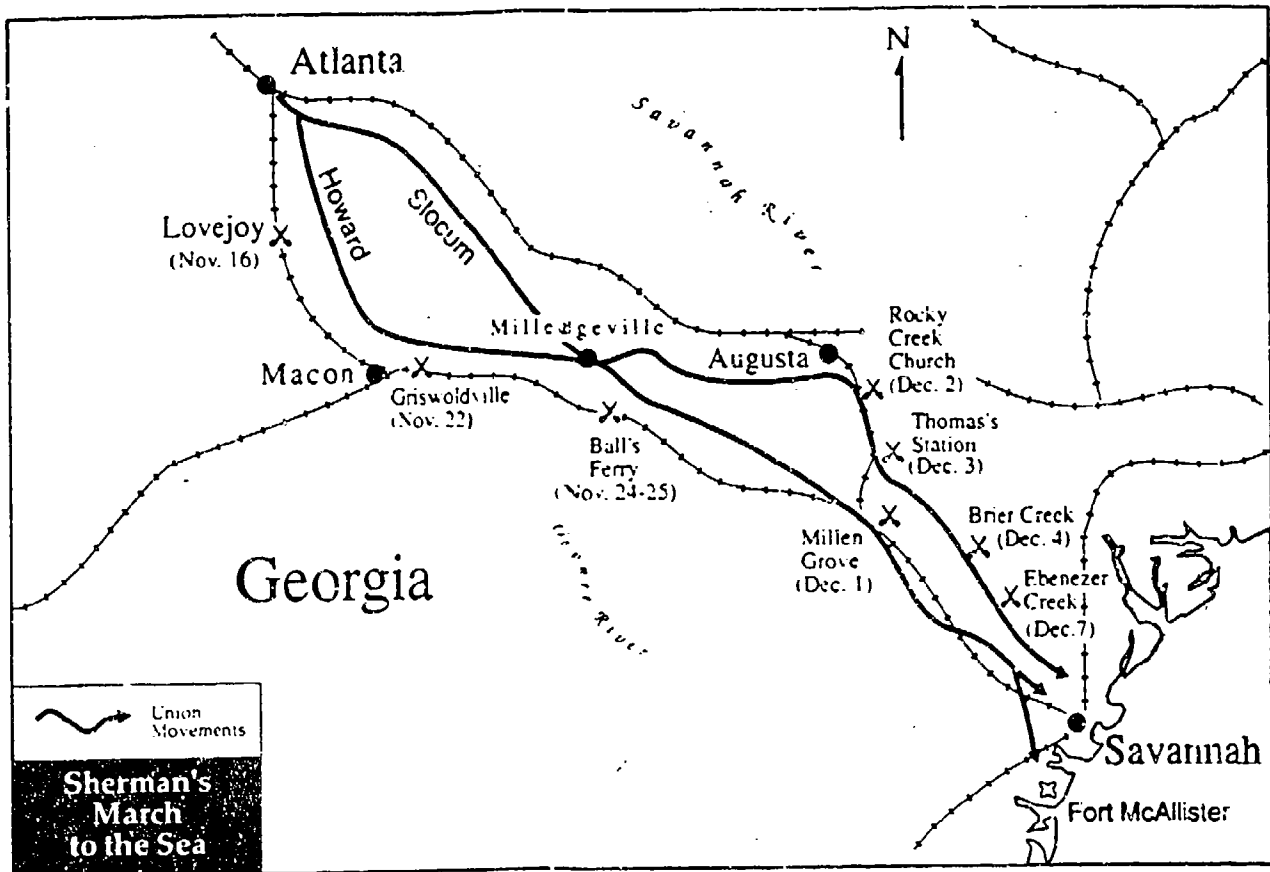 Atlanta
N
Savannah River
Howard
Slocum
Lovejoy
(Nov. 16)
Milledgeville
Rocky
Creek
Church
(Dec. 2)
Augusta
Macon
Griswoldville
(Nov. 22)
Thomas's
Station
(Dec. 3)
Ball's
Ferry
(Nov. 24-25)
Brier Creek
(Dec. 4)
Millen
Grove
(Dec. 1)
Georgia
River
Ebenezer
Creek
(Dec.7)
Union
Movements
Savannah
Sherman's
March
to the Sea
Fort McAllister